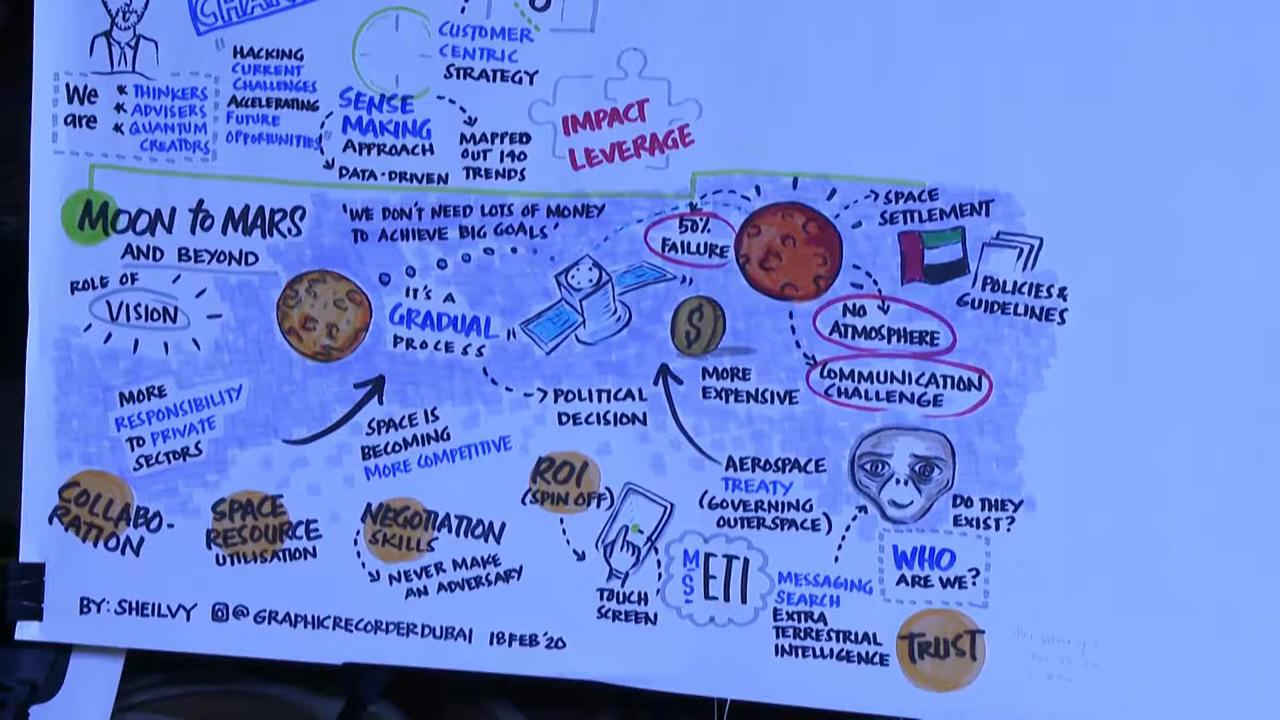 CHAN
We
are
* THINKERS
* ADVISERS
* QUANTUM
CREATORS
"HACKING
CURRENT
CHALLENGES
ACCELERATING
FUTURE
OPPORTUNITIES"
SENSE
MAKING
APPROACH
DATA-DRIVEN
CUSTOMER
CENTRIC
STRATEGY
MAPPED
OUT 140
TRENDS
IMPACT
LEVERAGE
MOON to MARS
AND BEYOND
ROLE OF
VISION
'WE DON'T NEED LOTS OF MONEY
TO ACHIEVE BIG GOALS'
IT'S A
GRADUAL
PROCESS
50%
FAILURE
SPACE
SETTLEMENT
POLICIES &
GUIDELINES
NO
ATMOSPHERE
COMMUNICATION
CHALLENGE
$
MORE
EXPENSIVE
POLITICAL
DECISION
MORE
RESPONSIBILITY
TO PRIVATE
SECTORS
SPACE IS
BECOMING
MORE COMPETITIVE
COLLABO-
RATION
SPACE
RESOURCE
UTILISATION
NEGOTIATION
SKILLS
NEVER MAKE
AN ADVERSARY
ROI
(SPIN OFF)
TOUCH
SCREEN
AEROSPACE
TREATY
(GOVERNING
OUTERSPACE)
M
S
ETI
MESSAGING
SEARCH
EXTRA
TERRESTRIAL
INTELLIGENCE
DO THEY
EXIST?
WHO
ARE WE?
TRUST
BY: SHEILVY @GRAPHICRECORDERDUBAI 18 FEB '20